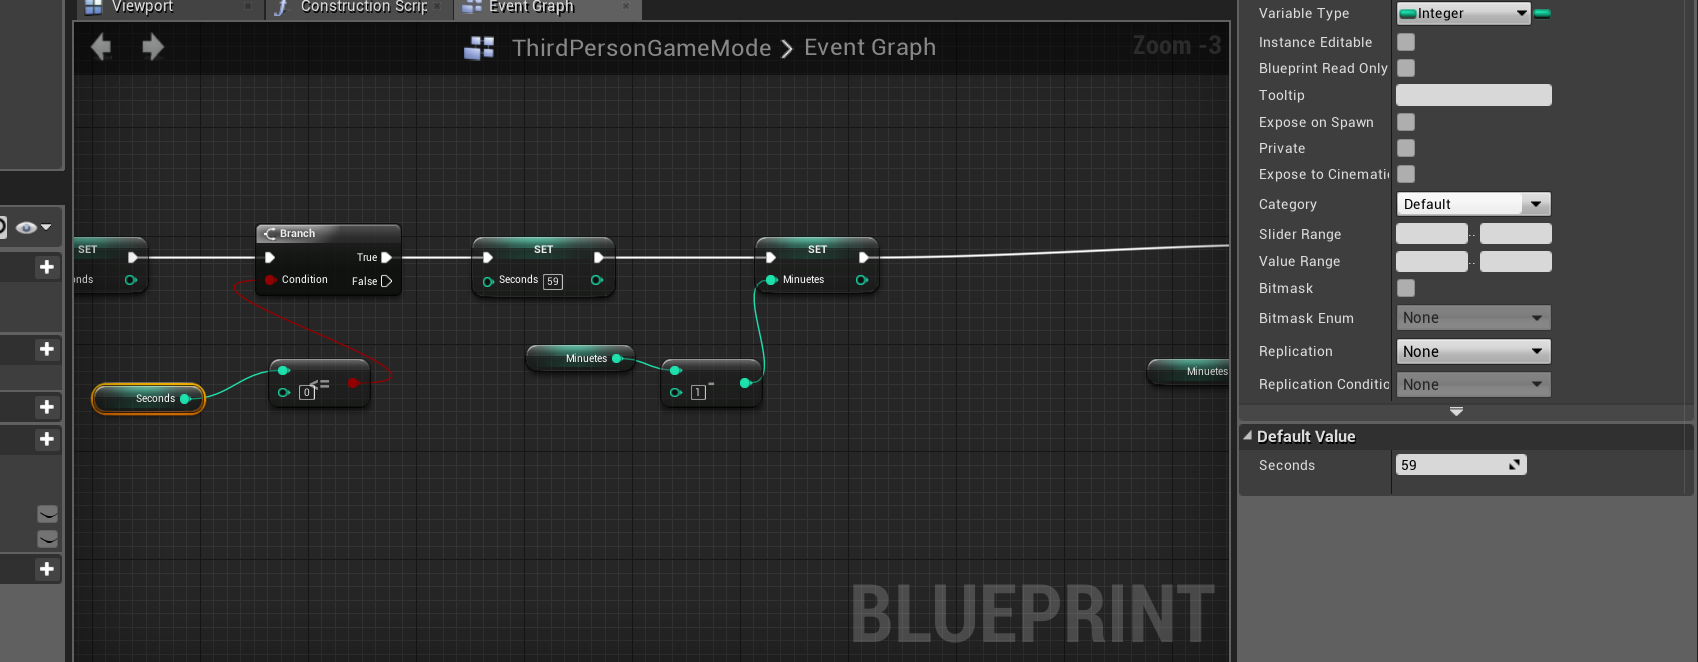 Viewport
Construction Scrip
Event Graph
ThirdPersonGameMode > Event Graph
Zoom -3
SET
nds
Branch
True
Condition
False
SET
Seconds 59
SET
Minuetes
Seconds
<=
0
Minuetes
-
1
Minuetes
BLUEPRINT
Variable Type Integer
Instance Editable
Blueprint Read Only
Tooltip
Expose on Spawn
Private
Expose to Cinemati
Category Default
Slider Range ..
Value Range ..
Bitmask
Bitmask Enum None
Replication None
Replication Conditic None
Default Value
Seconds 59